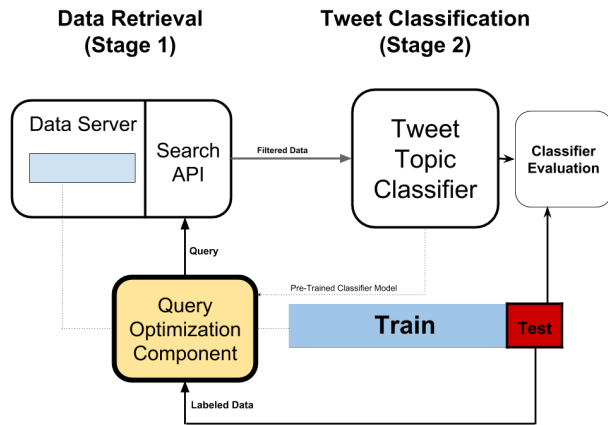 Data Retrieval
(Stage 1)
Tweet Classification
(Stage 2)
Data Server
Search
API
Filtered Data
Tweet
Topic
Classifier
Classifier
Evaluation
Query
Pre-Trained Classifier Model
Query
Optimization
Component
Train
Test
Labeled Data